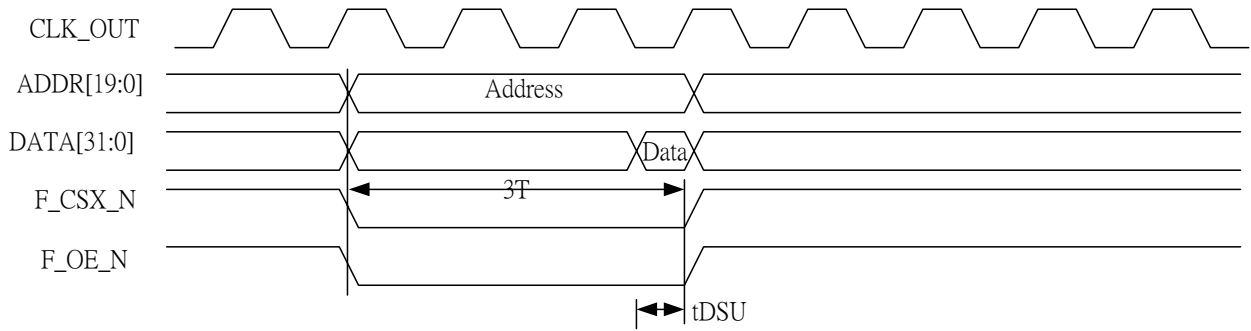 CLK_OUT
ADDR[19:0] Address
DATA[31:0] Data
3T
F_CSX_N
F_OE_N
tDSU